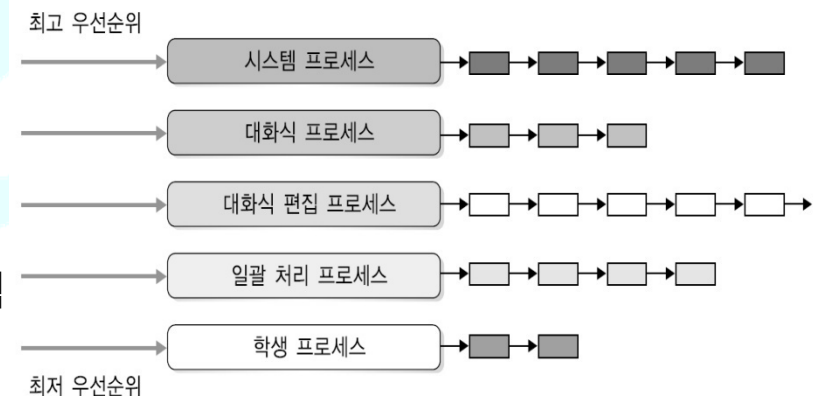 최고 우선순위
시스템 프로세스
대화식 프로세스
대화식 편집 프로세스
일괄 처리 프로세스
학생 프로세스
최저 우선순위